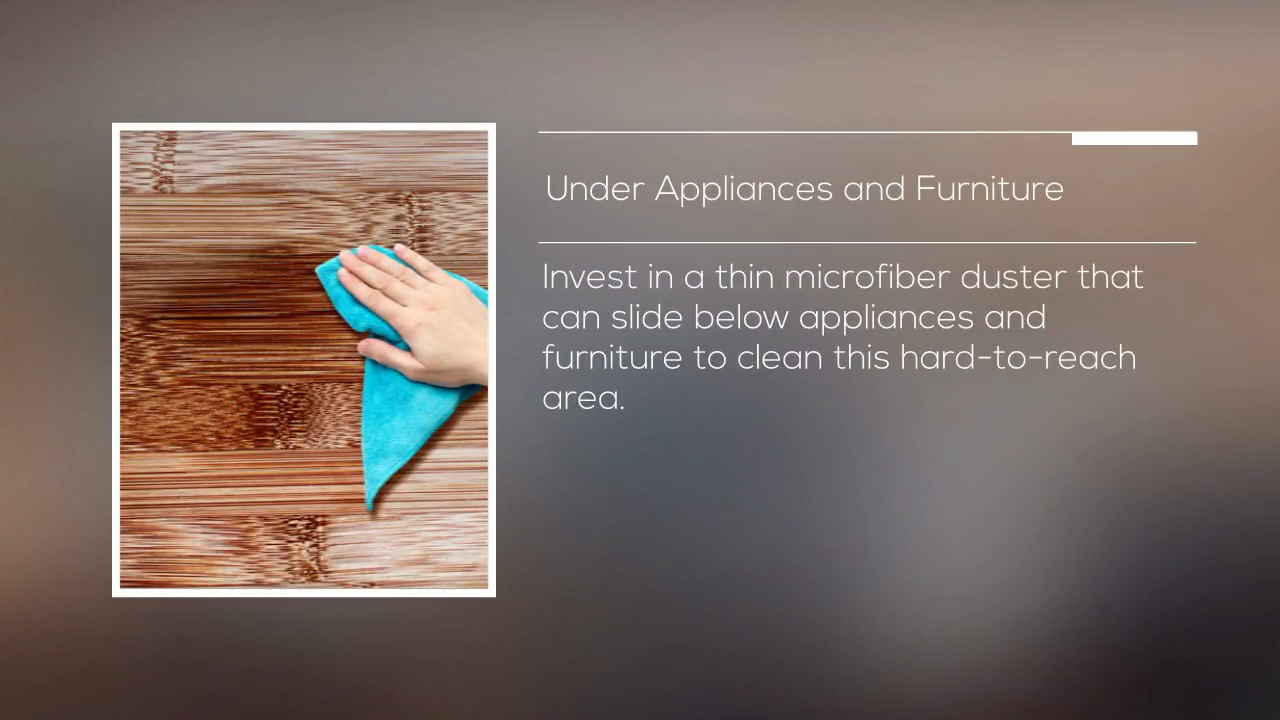 Under Appliances and Furniture
Invest in a thin microfiber duster that
can slide below appliances and
furniture to clean this hard-to-reach
area.